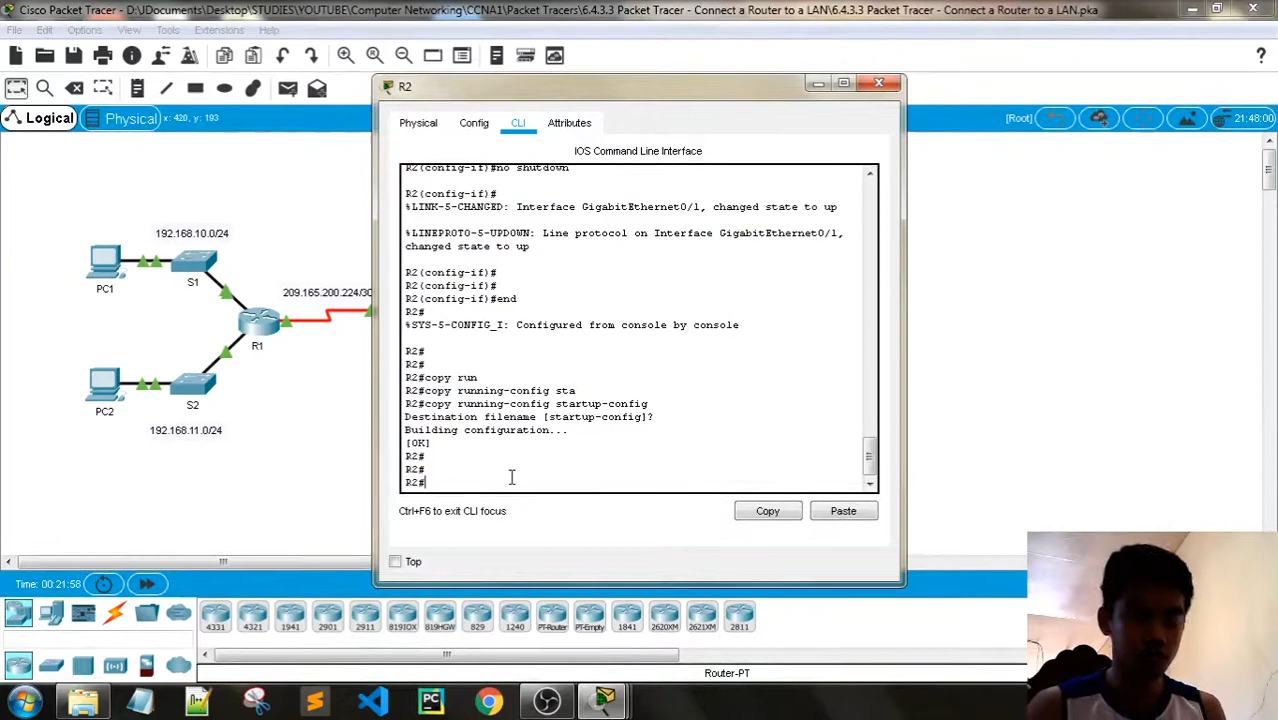 Cisco Packet Tracer - D:\JDocuments\Desktop\STUDIES\YOUTUBE\Computer Networking\CCNA1\Packet Tracers\6.4.3.3 Packet Tracer - Connect a Router to a LAN\6.4.3.3 Packet Tracer - Connect a Router to a LAN.pka
File Edit Options View Tools Extensions Help
Logical Physical x: 420, y: 193 [Root] 21:48:00
R2
Physical Config CLI Attributes
IOS Command Line Interface
R2(config-if)#no shutdown
R2(config-if)#
%LINK-5-CHANGED: Interface GigabitEthernet0/1, changed state to up
%LINEPROTO-5-UPDOWN: Line protocol on Interface GigabitEthernet0/1,
changed state to up
R2(config-if)#
R2(config-if)#
R2(config-if)#end
R2#
%SYS-5-CONFIG_I: Configured from console by console
R2#
R2#
R2#copy run
R2#copy running-config sta
R2#copy running-config startup-config
Destination filename [startup-config]?
Building configuration...
[OK]
R2#
R2#
R2#
Ctrl+F6 to exit CLI focus
Copy Paste
Top
192.168.10.0/24
PC1
S1
209.165.200.224/30
R1
PC2
S2
192.168.11.0/24
Time: 00:21:58
4331 4321 1941 2901 2911 819IOX 819HGW 829 1240 PT-Router PT-Empty 1841 2620XM 2621XM 2811
Router-PT